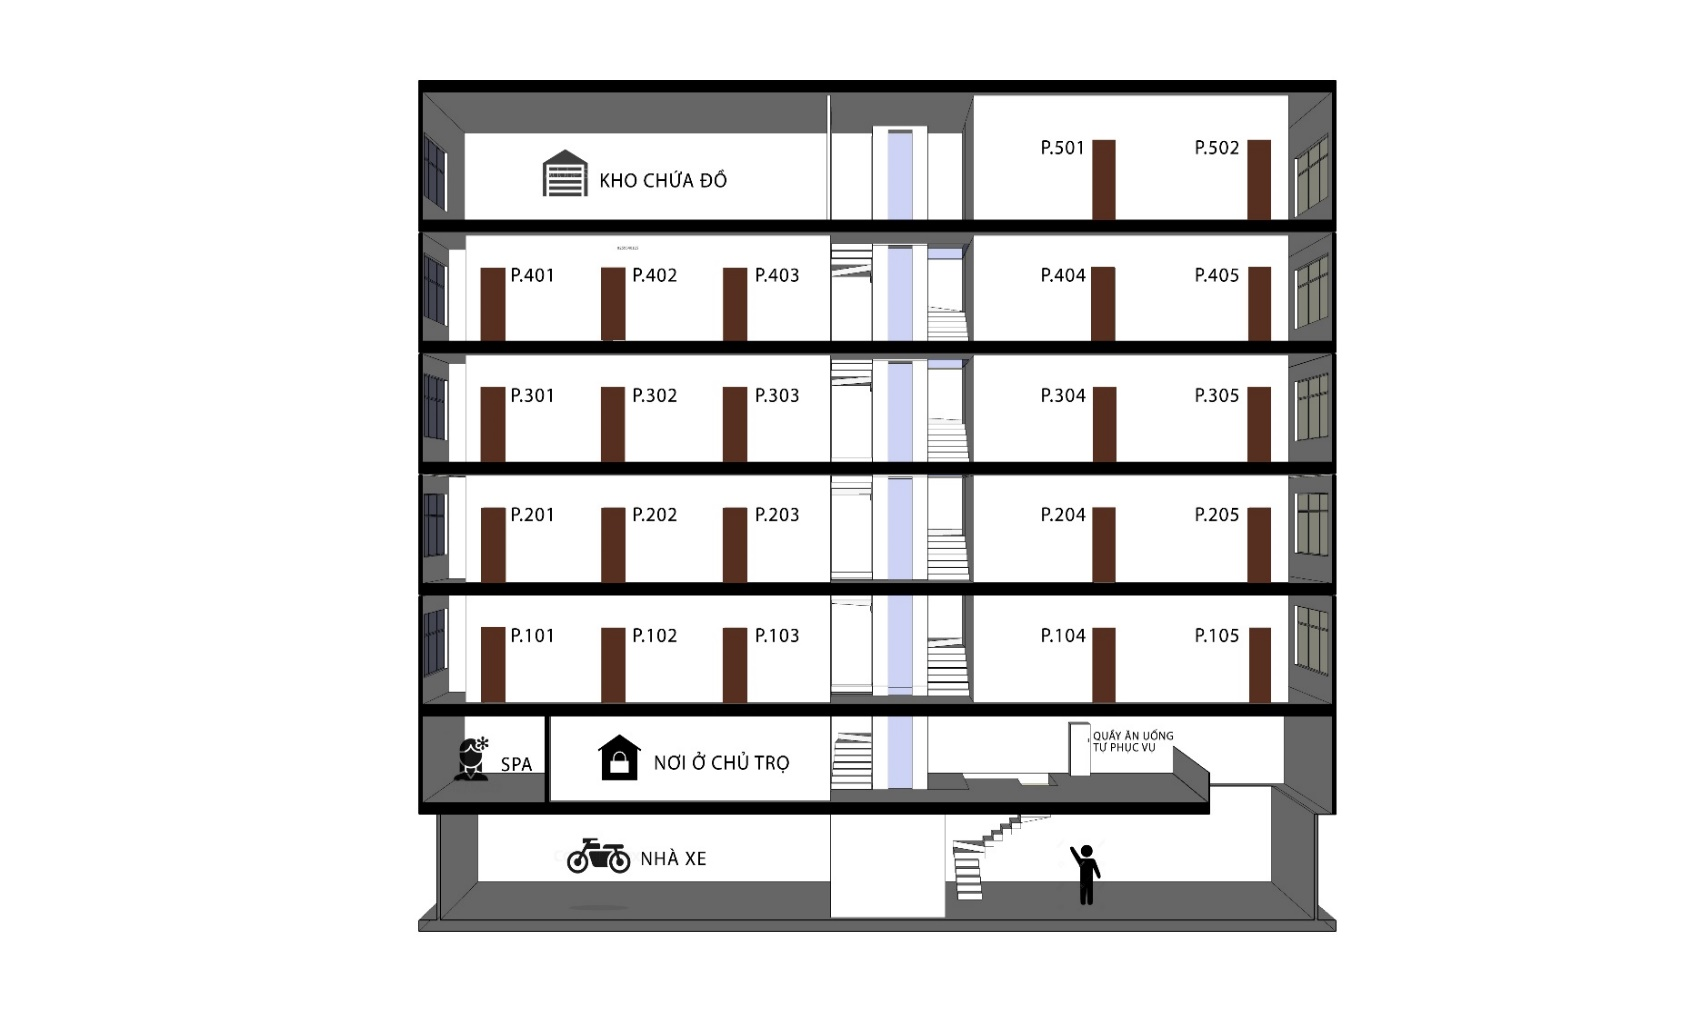 P.501
P.502
KHO CHỨA ĐỒ
P.401
P.402
P.403
P.404
P.405
P.301
P.302
P.303
P.304
P.305
P.201
P.202
P.203
P.204
P.205
P.101
P.102
P.103
P.104
P.105
SPA
NƠI Ở CHỦ TRỌ
QUẦY ĂN UỐNG
TỰ PHỤC VỤ
NHÀ XE